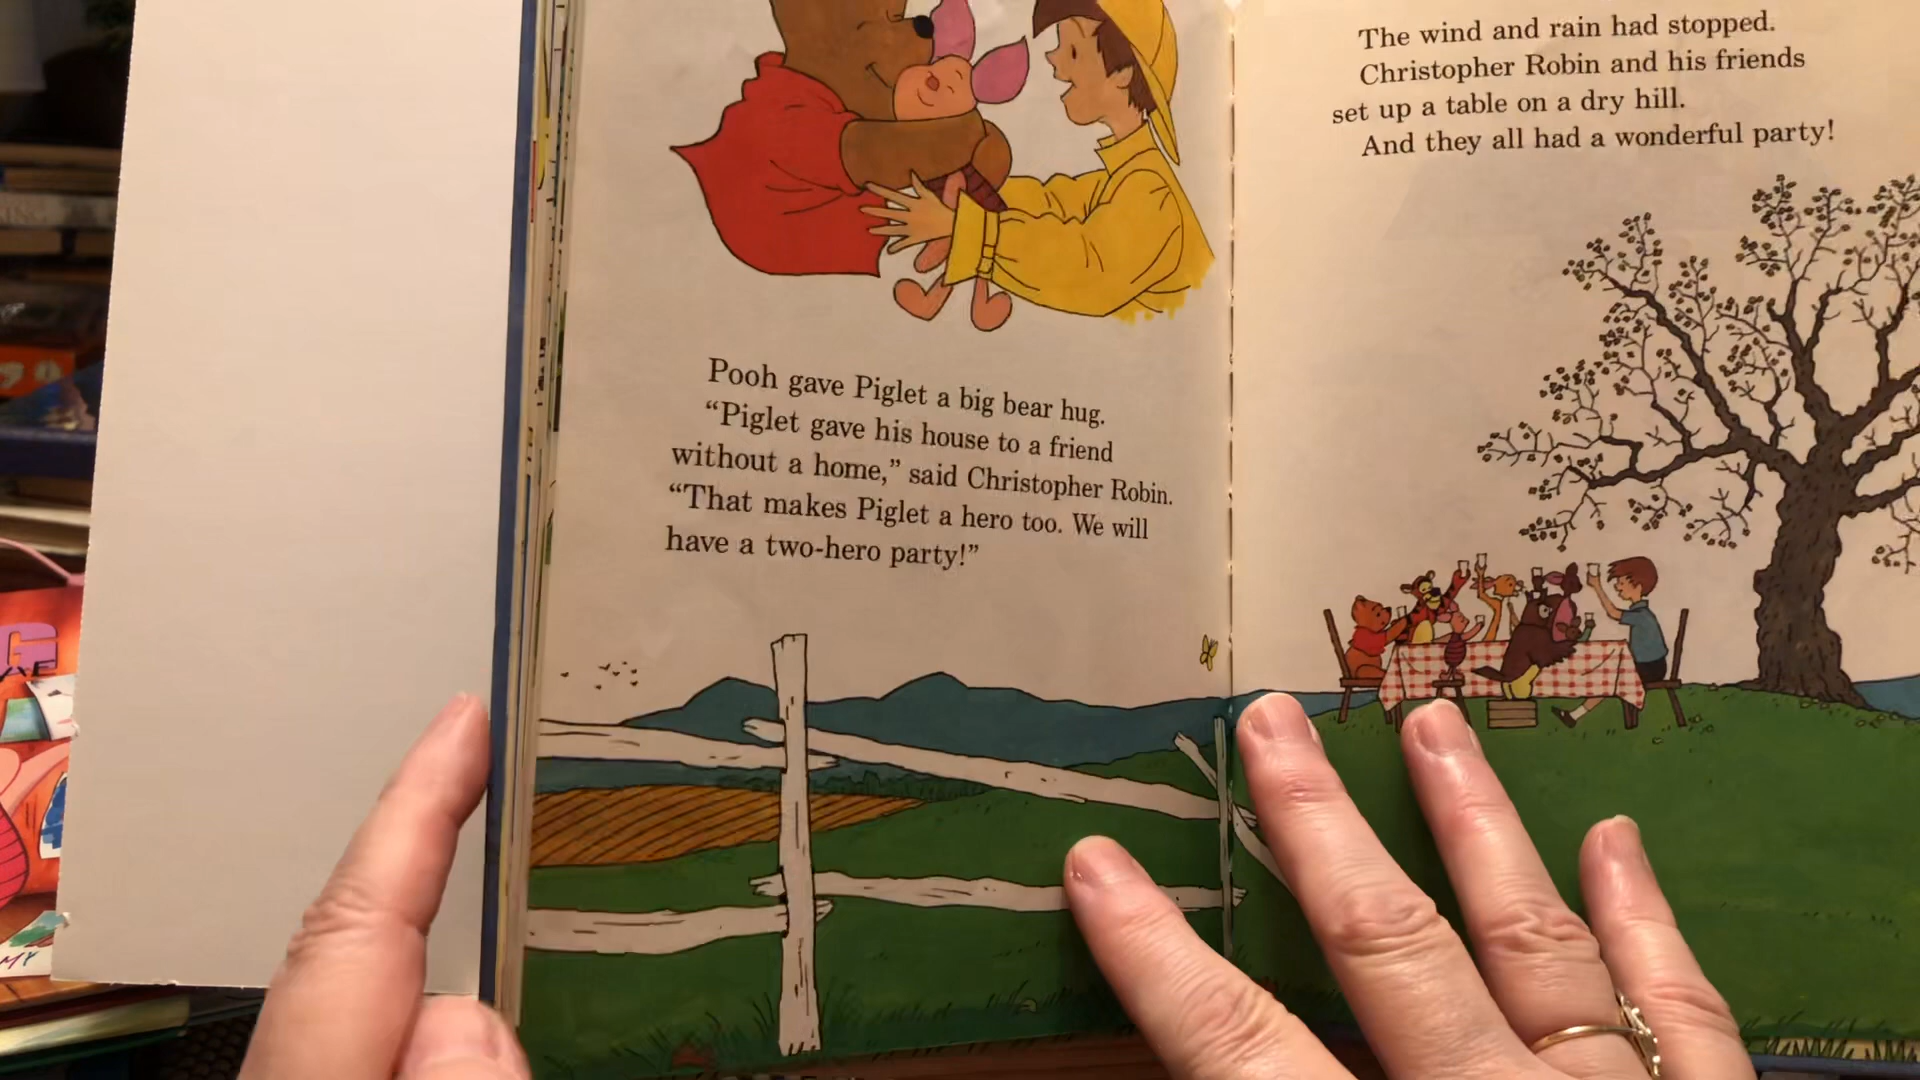 Pooh gave Piglet a big bear hug.
“Piglet gave his house to a friend
without a home,” said Christopher Robin.
“That makes Piglet a hero too. We will
have a two-hero party!”
The wind and rain had stopped.
Christopher Robin and his friends
set up a table on a dry hill.
And they all had a wonderful party!